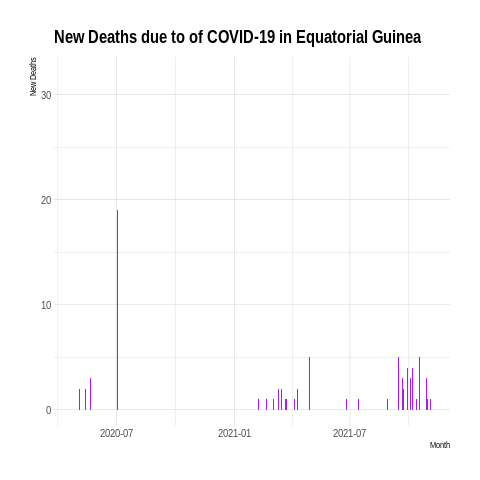 New Deaths due to of COVID-19 in Equatorial Guinea
New Deaths
30
20
10
0
2020-07
2021-01
2021-07
Month